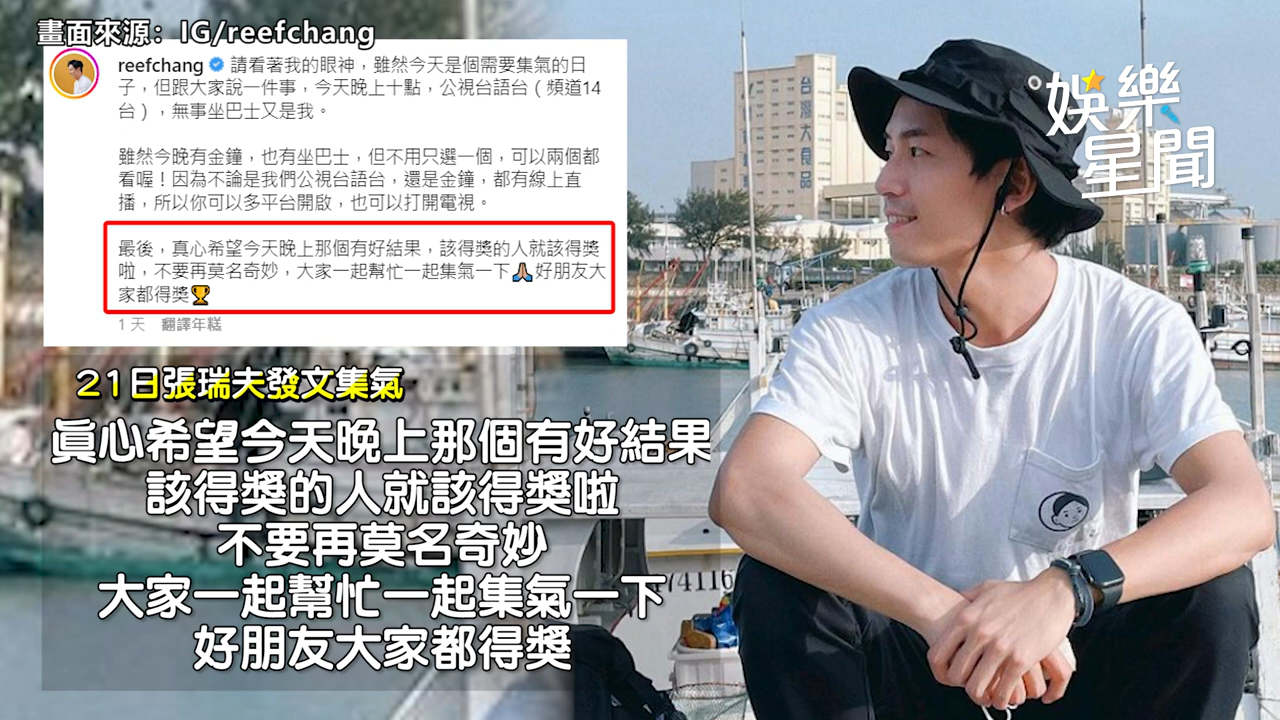 畫面來源：IG/reefchang
reefchang 請看著我的眼神，雖然今天是個需要集氣的日
子，但跟大家說一件事，今天晚上十點，公視台語台（頻道14
台），無事坐巴士又是我。
雖然今晚有金鐘，也有坐巴士，但不用只選一個，可以兩個都
看喔！因為不論是我們公視台語台，還是金鐘，都有線上直
播，所以你可以多平台開啟，也可以打開電視。
最後，真心希望今天晚上那個有好結果，該得獎的人就該得獎
啦，不要再莫名奇妙，大家一起幫忙一起集氣一下🙏好朋友大
家都得獎🏆
1 天 翻譯年糕
娛樂
星聞
台灣大食品
21日張瑞夫發文集氣
真心希望今天晚上那個有好結果
該得獎的人就該得獎啦
不要再莫名奇妙
大家一起幫忙一起集氣一下
好朋友大家都得獎
74116